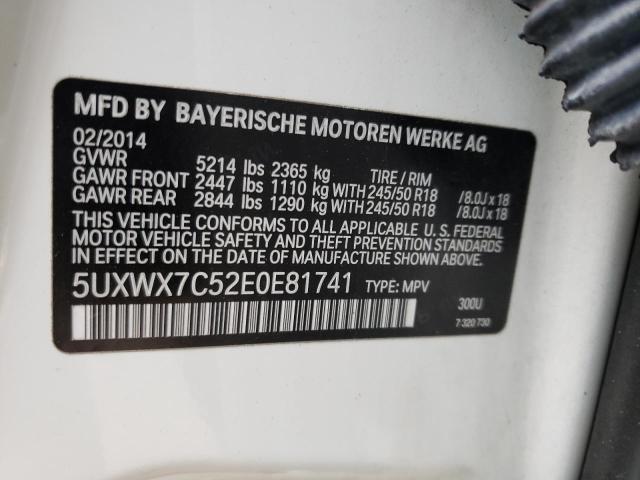 MFD BY BAYERISCHE MOTOREN WERKE AG
02/2014
GVWR 5214 lbs 2365 kg TIRE / RIM
GAWR FRONT 2447 lbs 1110 kg WITH 245/50 R18 /8.0J x 18
GAWR REAR 2844 lbs 1290 kg WITH 245/50 R18 /8.0J x 18
THIS VEHICLE CONFORMS TO ALL APPLICABLE U. S. FEDERAL
MOTOR VEHICLE SAFETY AND THEFT PREVENTION STANDARDS
IN EFFECT ON THE DATE OF MANUFACTURE SHOWN ABOVE.
5UXWX7C52E0E81741 TYPE: MPV
300U
7 320 730